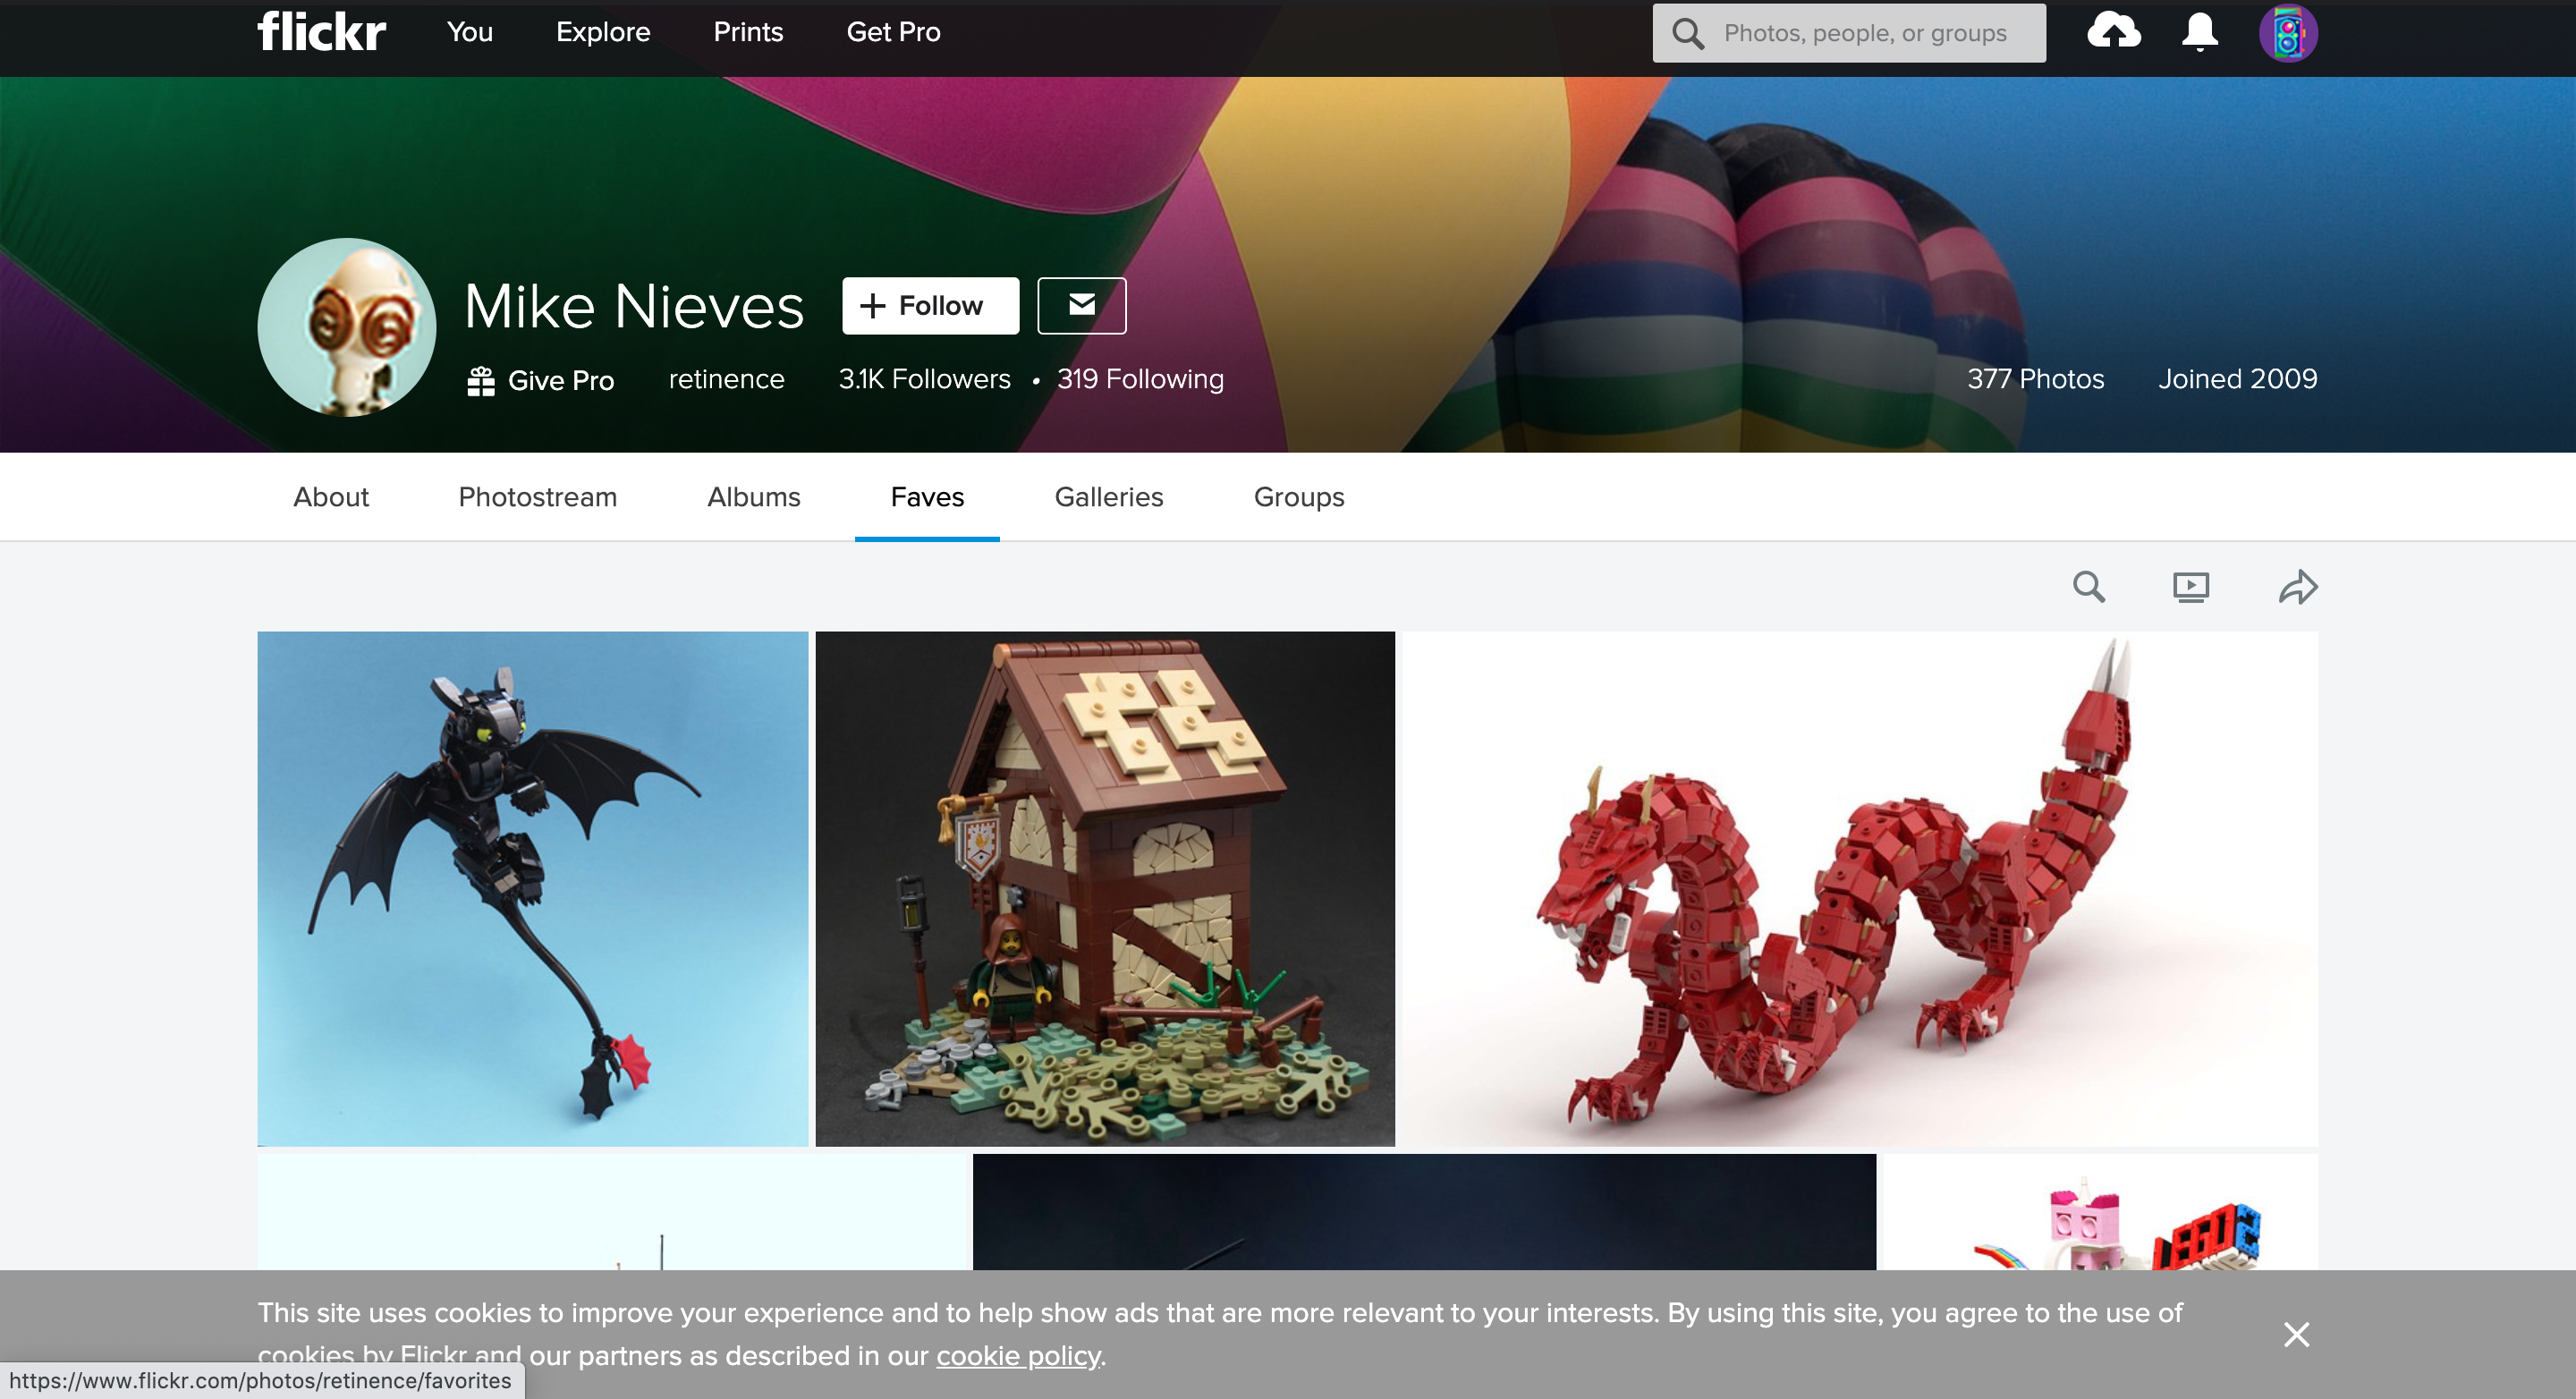 flickr You Explore Prints Get Pro Photos, people, or groups
Mike Nieves + Follow
Give Pro retinence 3.1K Followers • 319 Following 377 Photos Joined 2009
About Photostream Albums Faves Galleries Groups
LEGO 2
This site uses cookies to improve your experience and to help show ads that are more relevant to your interests. By using this site, you agree to the use of
cookies by Flickr and our partners as described in our cookie policy.
https://www.flickr.com/photos/retinence/favorites